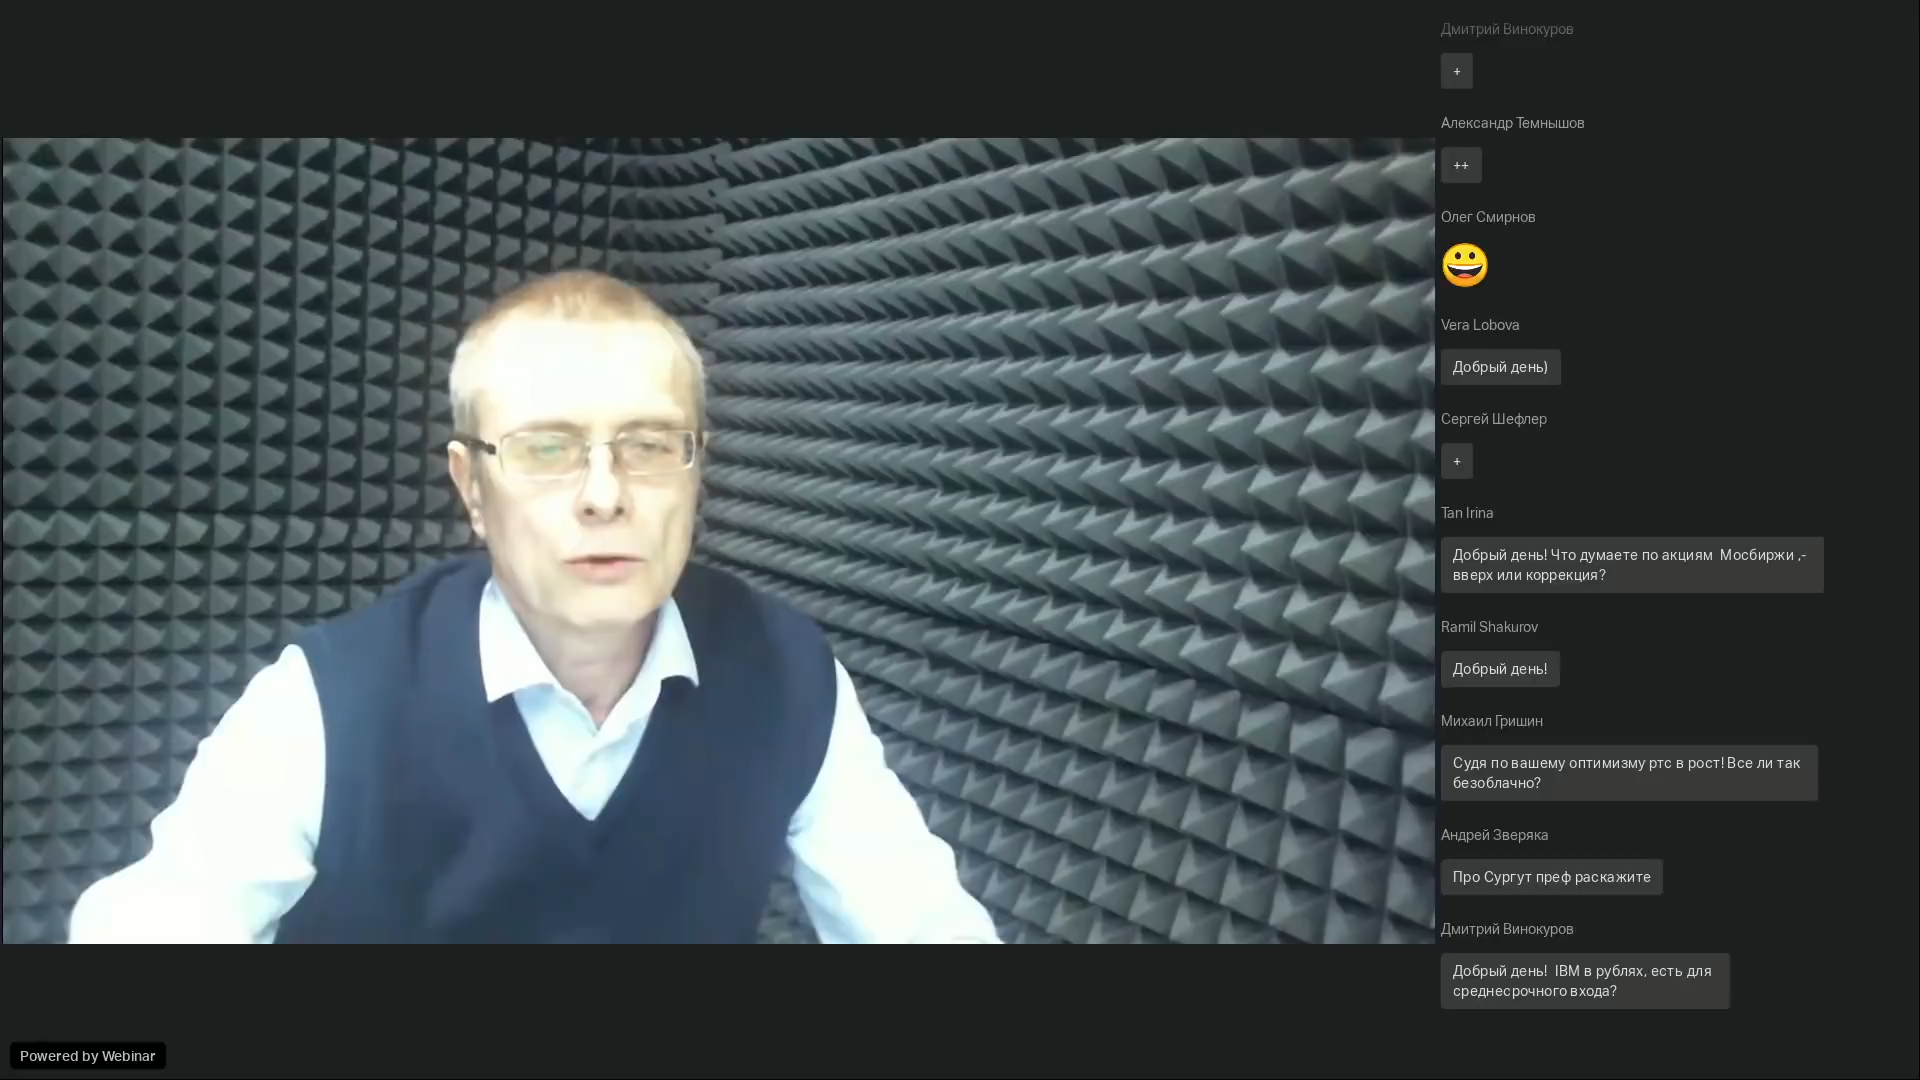 Дмитрий Винокуров
+
Александр Темнышов
++
Олег Смирнов
Vera Lobova
Добрый день)
Сергей Шефлер
+
Tan Irina
Добрый день! Что думаете по акциям  Мосбиржи ,-
вверх или коррекция?
Ramil Shakurov
Добрый день!
Михаил Гришин
Судя по вашему оптимизму ртс в рост! Все ли так
безоблачно?
Андрей Зверяка
Про Сургут преф раскажите
Дмитрий Винокуров
Добрый день!  IBM в рублях, есть для
среднесрочного входа?
Powered by Webinar